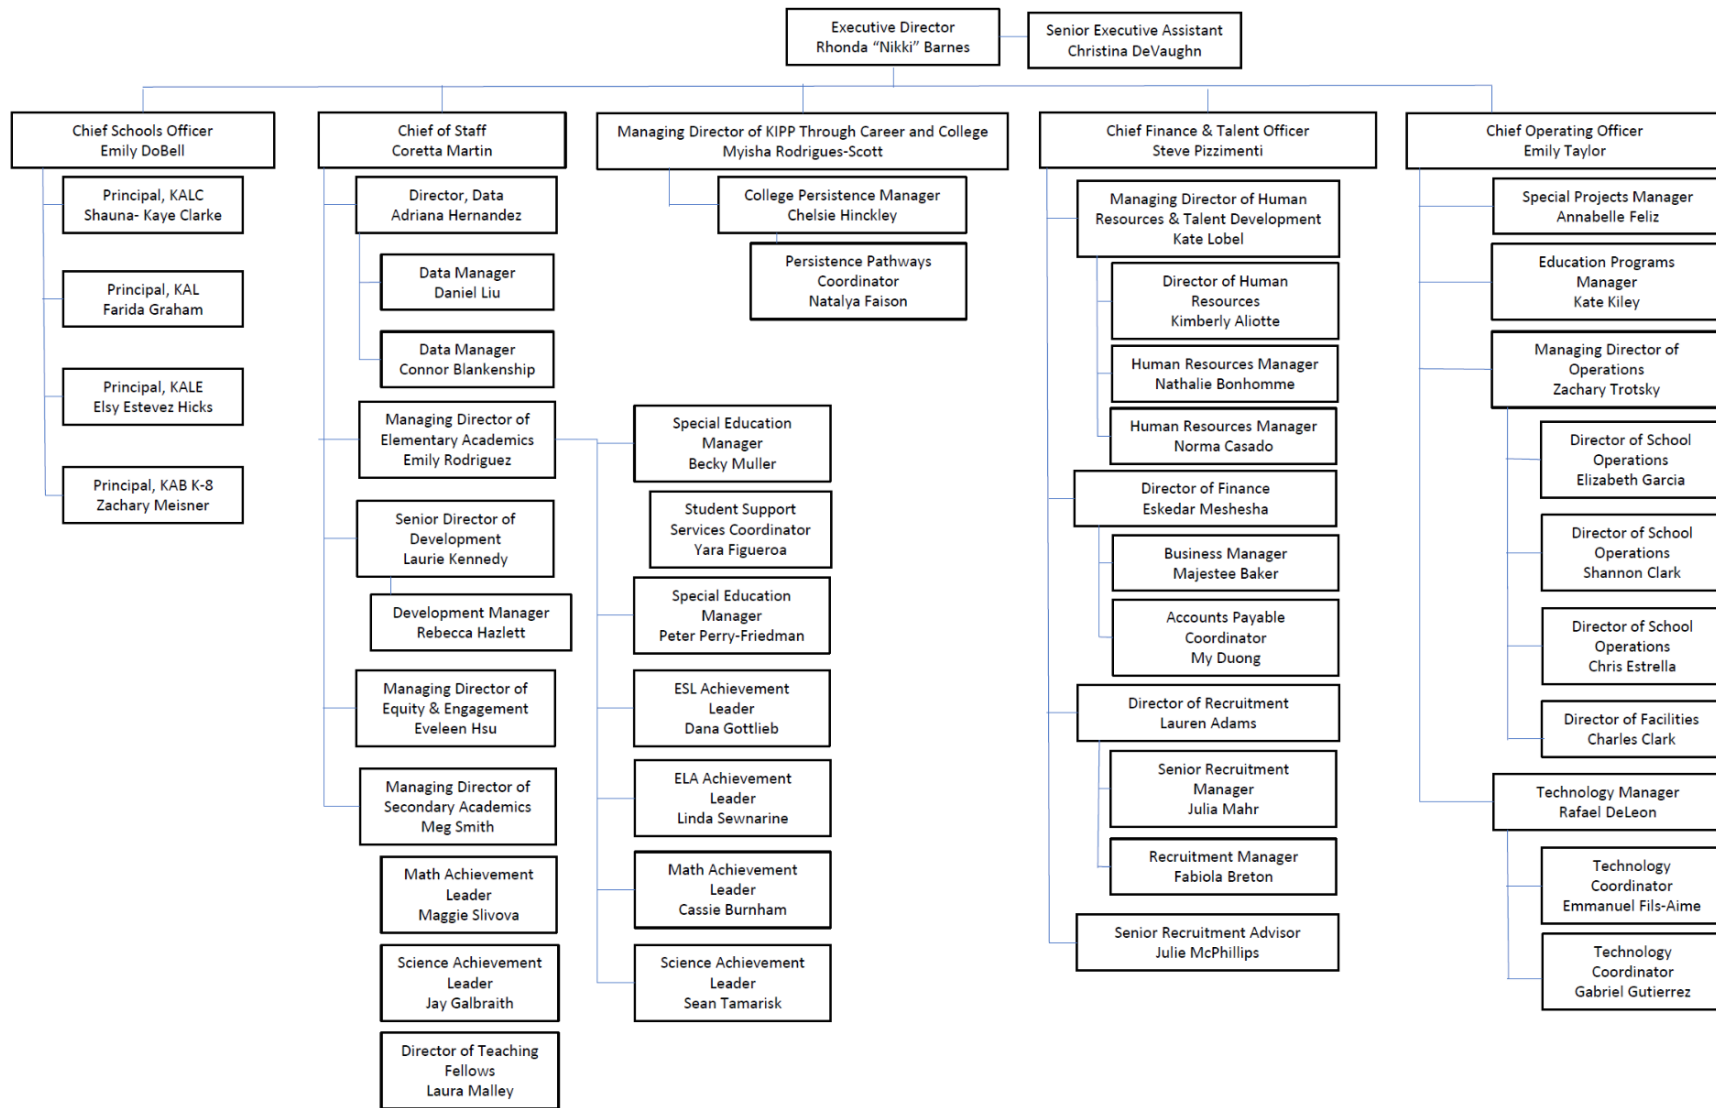 Executive Director
Rhonda “Nikki” Barnes
Senior Executive Assistant
Christina DeVaughn
Chief Schools Officer
Emily DoBell
Principal, KALC
Shauna- Kaye Clarke
Principal, KAL
Farida Graham
Principal, KALE
Elsy Estevez Hicks
Principal, KAB K-8
Zachary Meisner
Chief of Staff
Coretta Martin
Director, Data
Adriana Hernandez
Data Manager
Daniel Liu
Data Manager
Connor Blankenship
Managing Director of
Elementary Academics
Emily Rodriguez
Special Education
Manager
Becky Muller
Student Support
Services Coordinator
Yara Figueroa
Special Education
Manager
Peter Perry-Friedman
ESL Achievement
Leader
Dana Gottlieb
ELA Achievement
Leader
Linda Sewnarine
Math Achievement
Leader
Cassie Burnham
Science Achievement
Leader
Sean Tamarisk
Senior Director of
Development
Laurie Kennedy
Development Manager
Rebecca Hazlett
Managing Director of
Equity & Engagement
Eveleen Hsu
Managing Director of
Secondary Academics
Meg Smith
Math Achievement
Leader
Maggie Slivova
Science Achievement
Leader
Jay Galbraith
Director of Teaching
Fellows
Laura Malley
Managing Director of KIPP Through Career and College
Myisha Rodrigues-Scott
College Persistence Manager
Chelsie Hinckley
Persistence Pathways
Coordinator
Natalya Faison
Chief Finance & Talent Officer
Steve Pizzimenti
Managing Director of Human
Resources & Talent Development
Kate Lobel
Director of Human
Resources
Kimberly Aliotte
Human Resources Manager
Nathalie Bonhomme
Human Resources Manager
Norma Casado
Director of Finance
Eskedar Meshesha
Business Manager
Majestee Baker
Accounts Payable
Coordinator
My Duong
Director of Recruitment
Lauren Adams
Senior Recruitment
Manager
Julia Mahr
Recruitment Manager
Fabiola Breton
Senior Recruitment Advisor
Julie McPhillips
Chief Operating Officer
Emily Taylor
Special Projects Manager
Annabelle Feliz
Education Programs
Manager
Kate Kiley
Managing Director of
Operations
Zachary Trotsky
Director of School
Operations
Elizabeth Garcia
Director of School
Operations
Shannon Clark
Director of School
Operations
Chris Estrella
Director of Facilities
Charles Clark
Technology Manager
Rafael DeLeon
Technology
Coordinator
Emmanuel Fils-Aime
Technology
Coordinator
Gabriel Gutierrez